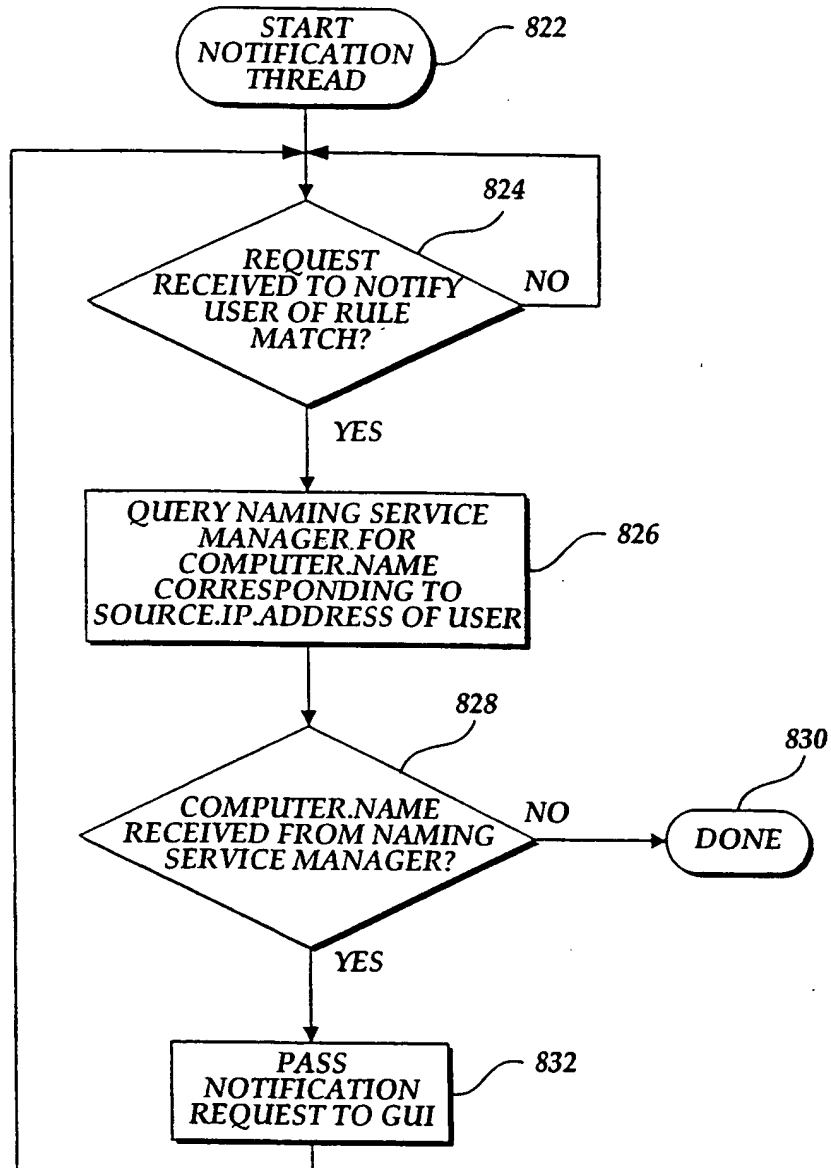 START
NOTIFICATION
THREAD
822
824
REQUEST
RECEIVED TO NOTIFY
USER OF RULE
MATCH?
NO
YES
QUERY NAMING SERVICE
MANAGER.FOR
COMPUTER.NAME
CORRESPONDING TO
SOURCE.IP.ADDRESS OF USER
826
828
COMPUTER.NAME
RECEIVED FROM NAMING
SERVICE MANAGER?
NO
830
DONE
YES
PASS
NOTIFICATION
REQUEST TO GUI
832